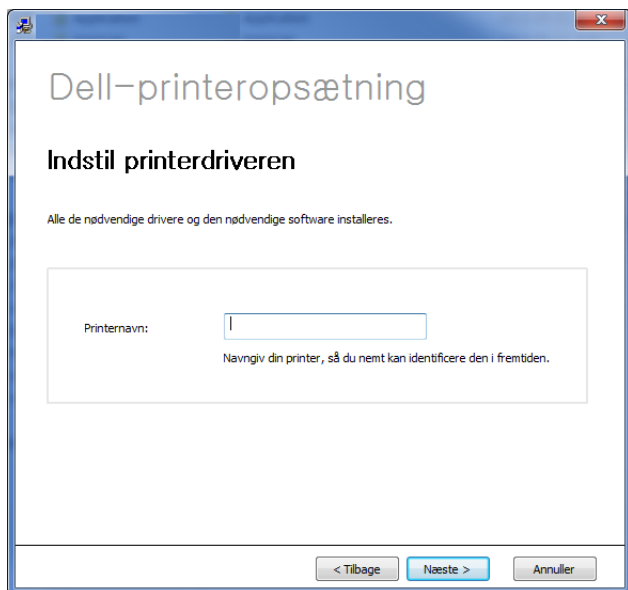 Dell-printeropsætning
Indstil printerdriveren
Alle de nødvendige drivere og den nødvendige software installeres.
Printernavn:
Navngiv din printer, så du nemt kan identificere den i fremtiden.
< Tilbage
Næste >
Annuller